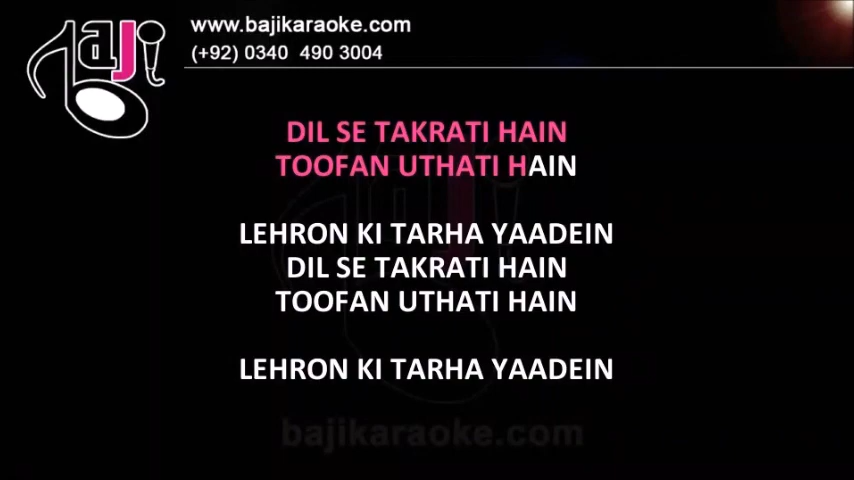 Baji
www.bajikaraoke.com
(+92) 0340 490 3004
DIL SE TAKRATI HAIN
TOOFAN UTHATI HAIN
LEHRON KI TARHA YAADEIN
DIL SE TAKRATI HAIN
TOOFAN UTHATI HAIN
LEHRON KI TARHA YAADEIN
bajikaraoke.com